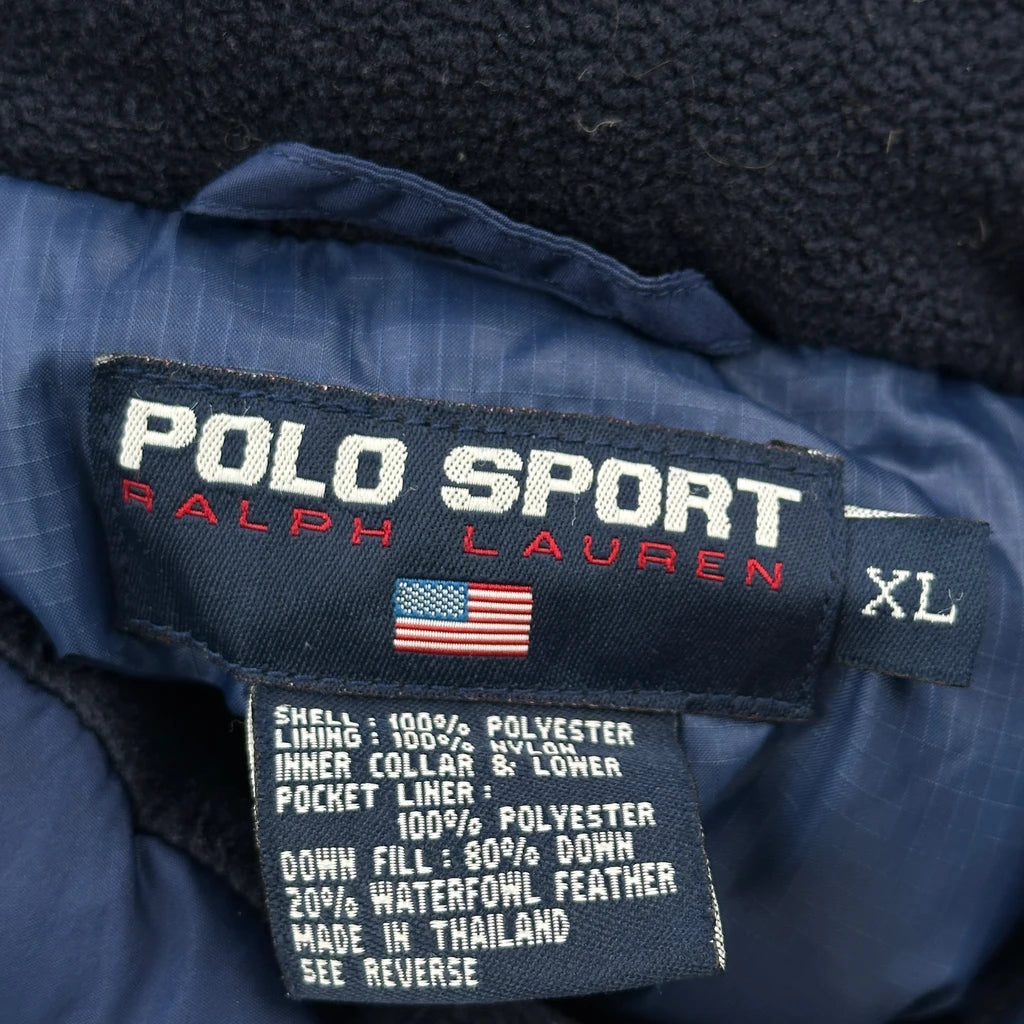 POLO SPORT
RALPH LAUREN
XL
SHELL: 100% POLYESTER
LINING: 100% NYLON
INNER COLLAR & LOWER
POCKET LINER:
100% POLYESTER
DOWN FILL: 80% DOWN
20% WATERFOWL FEATHER
MADE IN THAILAND
SEE REVERSE